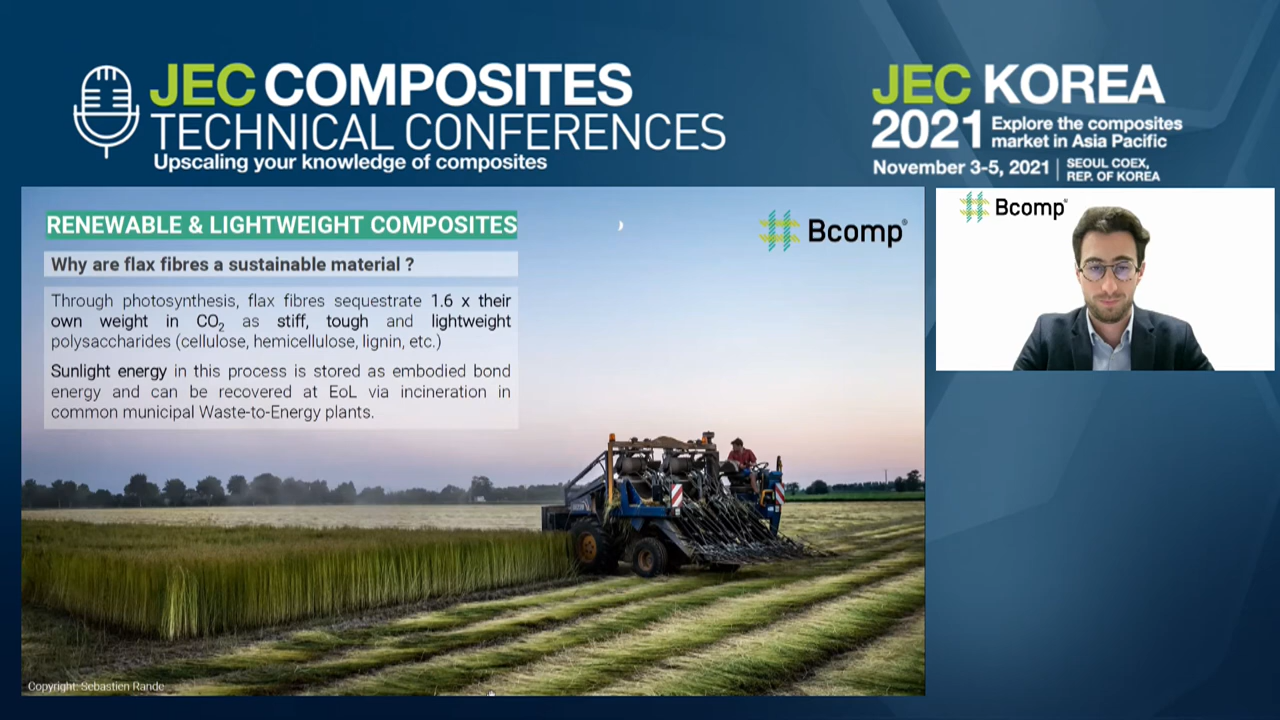 JEC COMPOSITES
TECHNICAL CONFERENCES
Upscaling your knowledge of composites
JEC KOREA
2021 Explore the composites
market in Asia Pacific
November 3-5, 2021 | SEOUL COEX,
REP. OF KOREA
RENEWABLE & LIGHTWEIGHT COMPOSITES
Bcomp®
Why are flax fibres a sustainable material ?
Through photosynthesis, flax fibres sequestrate 1.6 x their
own weight in CO₂ as stiff, tough and lightweight
polysaccharides (cellulose, hemicellulose, lignin, etc.)
Sunlight energy in this process is stored as embodied bond
energy and can be recovered at EoL via incineration in
common municipal Waste-to-Energy plants.
Copyright: Sebastien Rande
Bcomp®